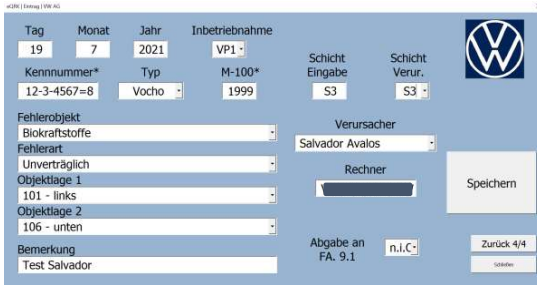 eQRK | Eintrag | VW AG
Tag Monat Jahr Inbetriebnahme
19 7 2021 VP1
Schicht Eingabe Schicht Verur.
Kennnummer* Typ M-100*
12-3-4567=8 Vocho 1999 S3 S3
Fehlerobjekt
Biokraftstoffe
Verursacher
Fehlerart
Salvador Avalos
Unverträglich
Objektlage 1
Rechner
101 - links
Speichern
Objektlage 2
106 - unten
Abgabe an
FA. 9.1
n.i.O
Zurück 4/4
Bemerkung
Test Salvador
Schließen